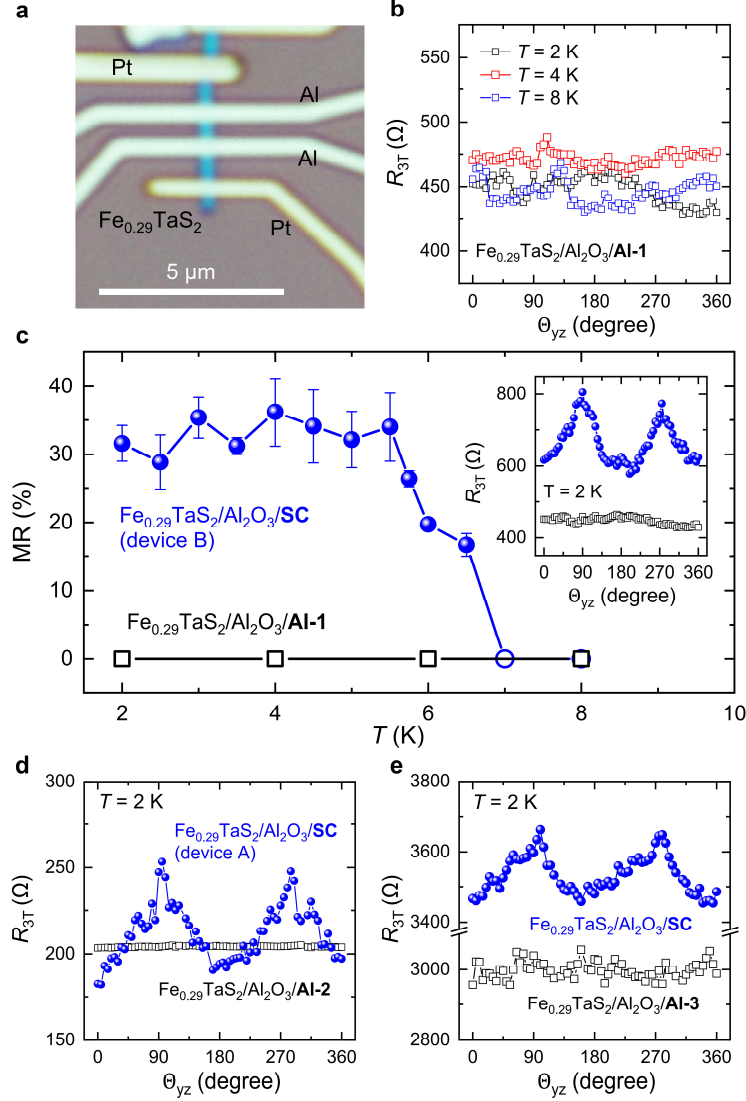 a
Pt
Al
Al
Fe0.29TaS2
Pt
5 μm
b
550
500
450
400
R3T (Ω)
T = 2 K
T = 4 K
T = 8 K
Fe0.29TaS2/Al2O3/Al-1
0 90 180 270 360
Θyz (degree)
c
40
30
20
10
0
MR (%)
Fe0.29TaS2/Al2O3/SC
(device B)
Fe0.29TaS2/Al2O3/Al-1
2 4 6 8 10
T (K)
800
600
400
R3T (Ω)
T = 2 K
0 90 180 270 360
Θyz (degree)
d
300
250
200
150
R3T (Ω)
T = 2 K
Fe0.29TaS2/Al2O3/SC
(device A)
Fe0.29TaS2/Al2O3/Al-2
0 90 180 270 360
Θyz (degree)
e
3800
3600
3400
3000
2800
R3T (Ω)
T = 2 K
Fe0.29TaS2/Al2O3/SC
Fe0.29TaS2/Al2O3/Al-3
0 90 180 270 360
Θyz (degree)